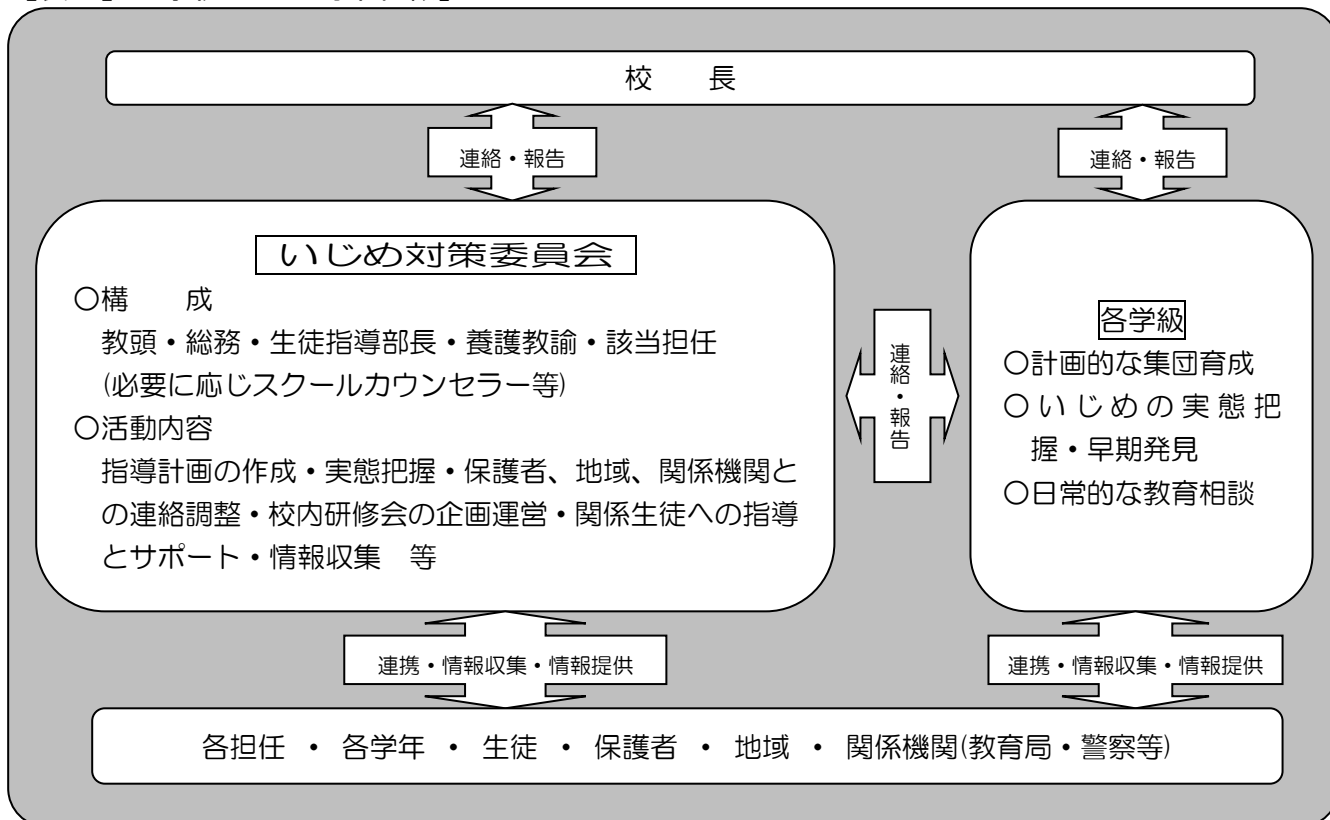 校　　長
連絡・報告
連絡・報告
いじめ対策委員会
〇構　　成
教頭・総務・生徒指導部長・養護教諭・該当担任
(必要に応じスクールカウンセラー等)
〇活動内容
指導計画の作成・実態把握・保護者、地域、関係機関と
の連絡調整・校内研修会の企画運営・関係生徒への指導
とサポート・情報収集　等
連絡・報告
各学級
〇計画的な集団育成
〇いじめの実態把
握・早期発見
〇日常的な教育相談
連携・情報収集・情報提供
連携・情報収集・情報提供
各担任 ・ 各学年 ・ 生徒・ 保護者 ・ 地域 ・ 関係機関(教育局・警察等)